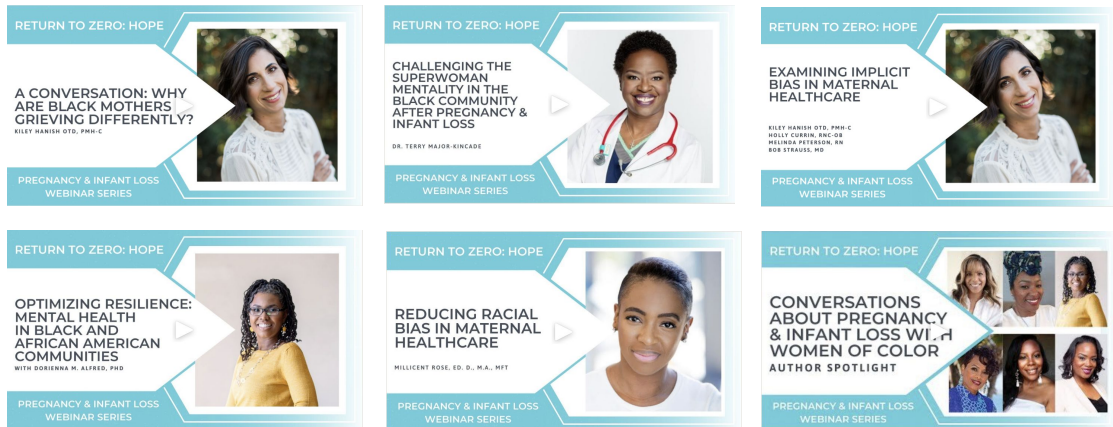 RETURN TO ZERO: HOPE
A CONVERSATION: WHY
ARE BLACK MOTHERS
GRIEVING DIFFERENTLY?
KILEY HANISH OTD, PMH-C
PREGNANCY & INFANT LOSS
WEBINAR SERIES
RETURN TO ZERO: HOPE
CHALLENGING THE
SUPERWOMAN
MENTALITY IN THE
BLACK COMMUNITY
AFTER PREGNANCY &
INFANT LOSS
DR. TERRY MAJOR-KINCADE
PREGNANCY & INFANT LOSS
WEBINAR SERIES
RETURN TO ZERO: HOPE
EXAMINING IMPLICIT
BIAS IN MATERNAL
HEALTHCARE
KILEY HANISH OTD, PMH-C
HOLLY CURRIN, RNC-OB
MELINDA PETERSON, RN
BOB STRAUSS, MD
PREGNANCY & INFANT LOSS
WEBINAR SERIES
RETURN TO ZERO: HOPE
OPTIMIZING RESILIENCE:
MENTAL HEALTH
IN BLACK AND
AFRICAN AMERICAN
COMMUNITIES
WITH DORIENNA M. ALFRED, PHD
PREGNANCY & INFANT LOSS
WEBINAR SERIES
RETURN TO ZERO: HOPE
REDUCING RACIAL
BIAS IN MATERNAL
HEALTHCARE
MILLICENT ROSE, ED. D., M.A., MFT
PREGNANCY & INFANT LOSS
WEBINAR SERIES
RETURN TO ZERO: HOPE
CONVERSATIONS
ABOUT PREGNANCY
& INFANT LOSS WITH
WOMEN OF COLOR
AUTHOR SPOTLIGHT
PREGNANCY & INFANT LOSS
WEBINAR SERIES